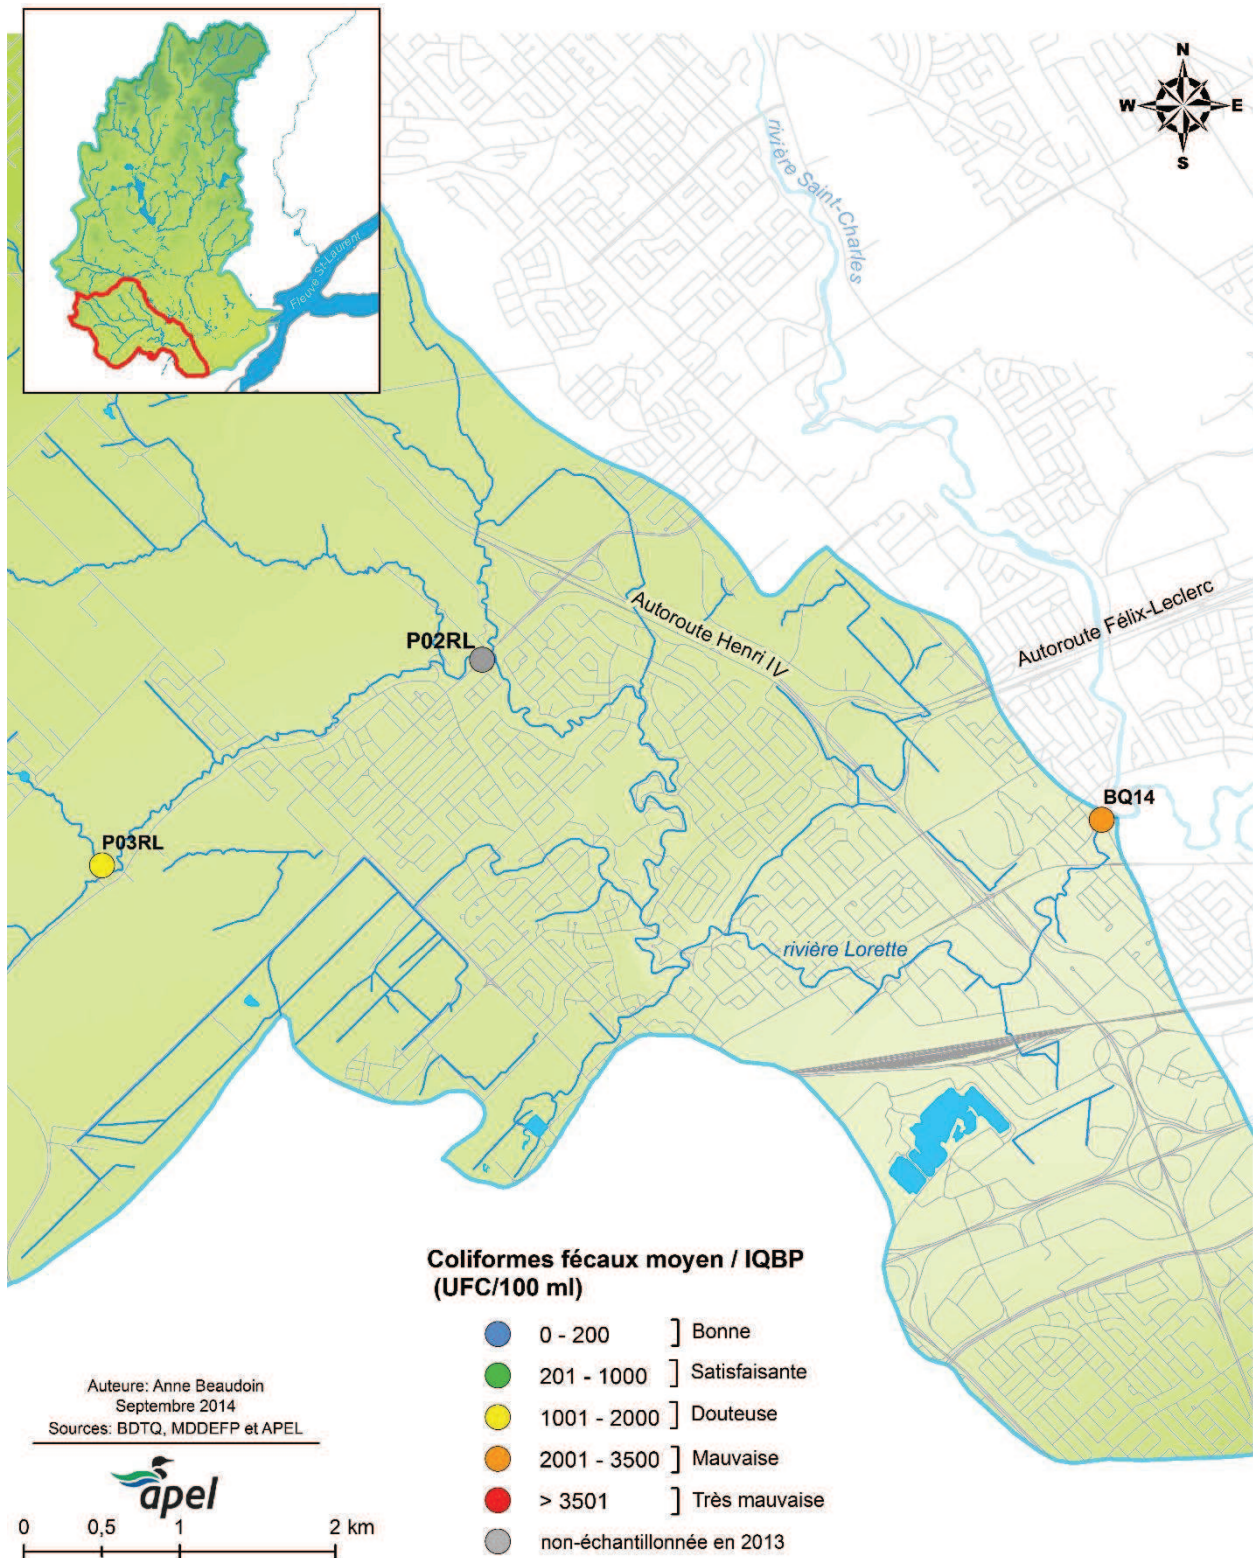 Fleuve St-Laurent
N
W
E
S
rivière Saint-Charles
Autoroute Henri IV
Autoroute Félix-Leclerc
P02RL
BQ14
P03RL
rivière Lorette
Coliformes fécaux moyen / IQBP
(UFC/100 ml)
0 - 200 ] Bonne
201 - 1000 ] Satisfaisante
1001 - 2000 ] Douteuse
2001 - 3500 ] Mauvaise
> 3501 ] Très mauvaise
non-échantillonnée en 2013
Auteure: Anne Beaudoin
Septembre 2014
Sources: BDTQ, MDDEFP et APEL
apel
0 0,5 1 2 km